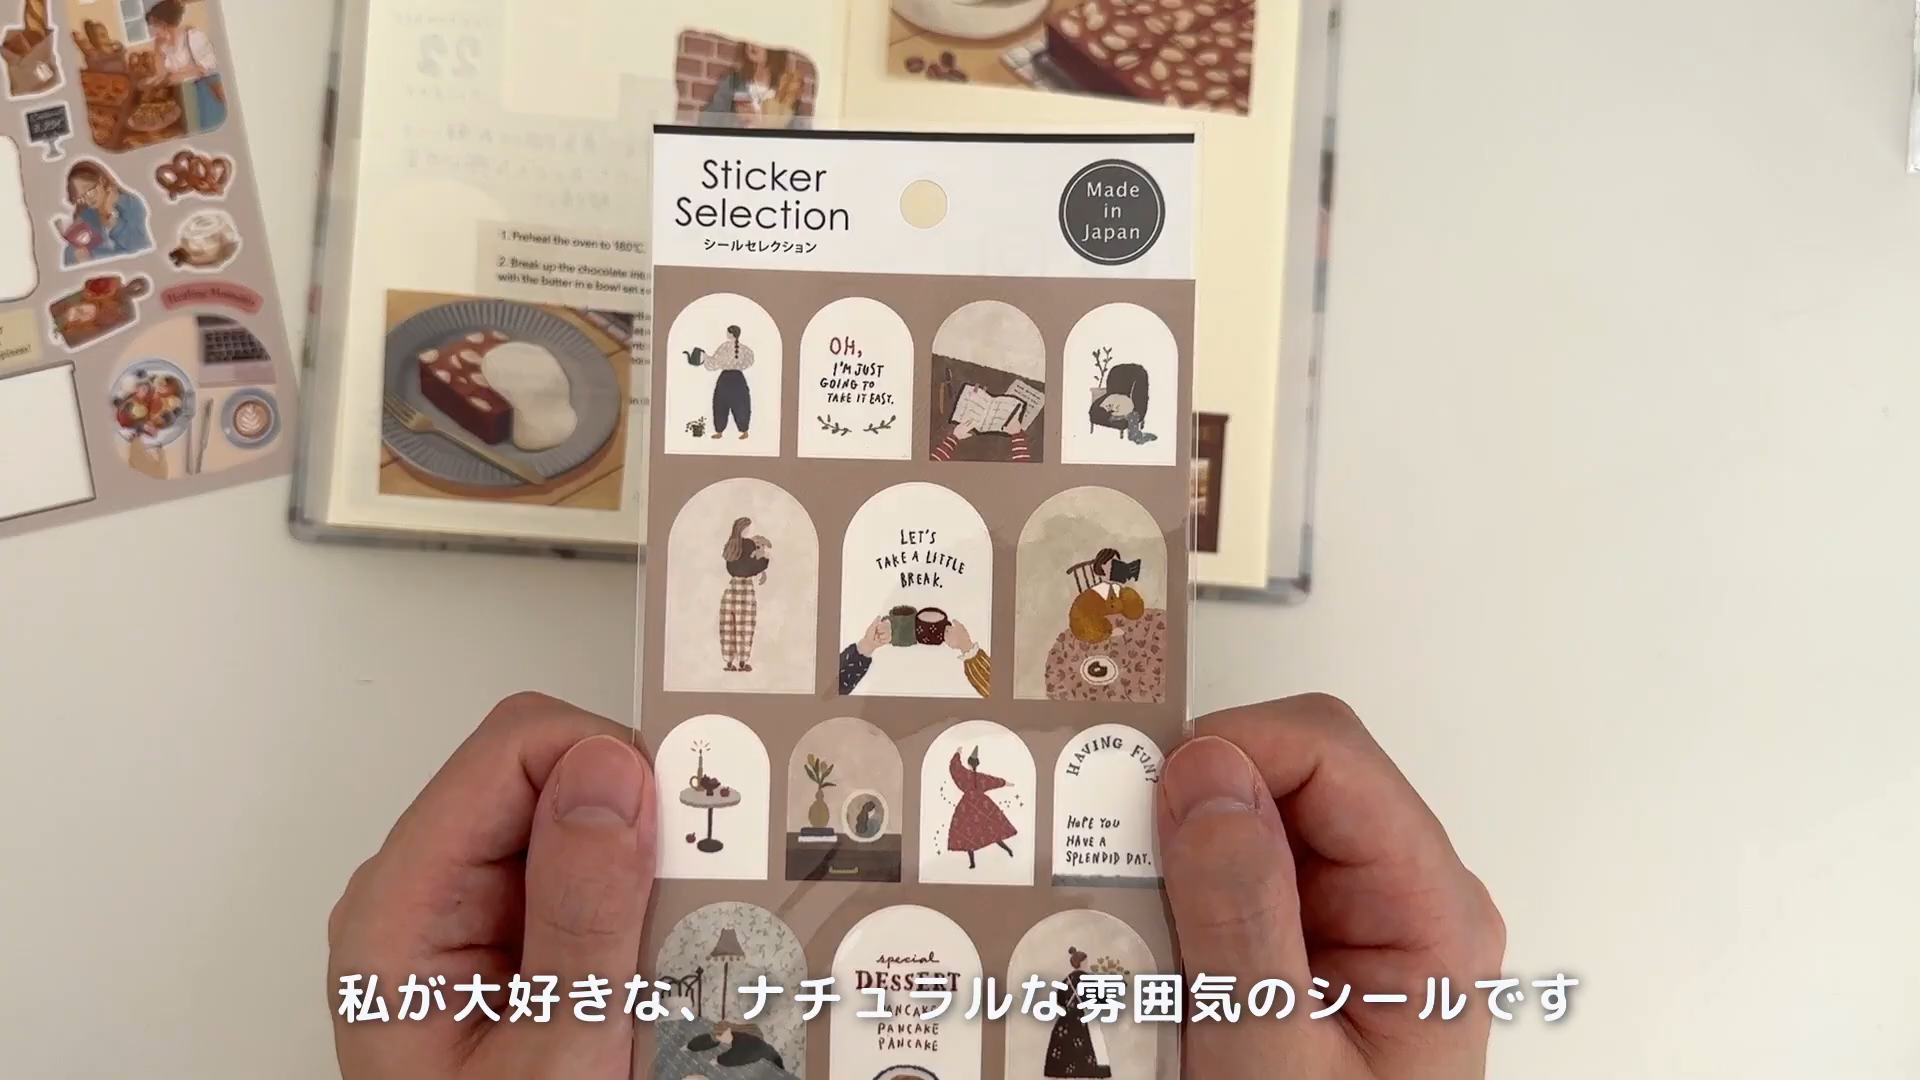 Sticker
Selection
シールセレクション
Made
in
Japan
1. Preheat the oven to 180℃.
2. Break up the chocolate into
with the butter in a bowl set
Healing Moments
OH,
I'M JUST
GOING TO
TAKE IT EASY.
LET'S
TAKE A LITTLE
BREAK.
HAVING FUN?
HOPE YOU
HAVE A
SPLENDID DAY.
special
DESSERT
PANCAKE
PANCAKE
PANCAKE
私が大好きな、ナチュラルな雰囲気のシールです